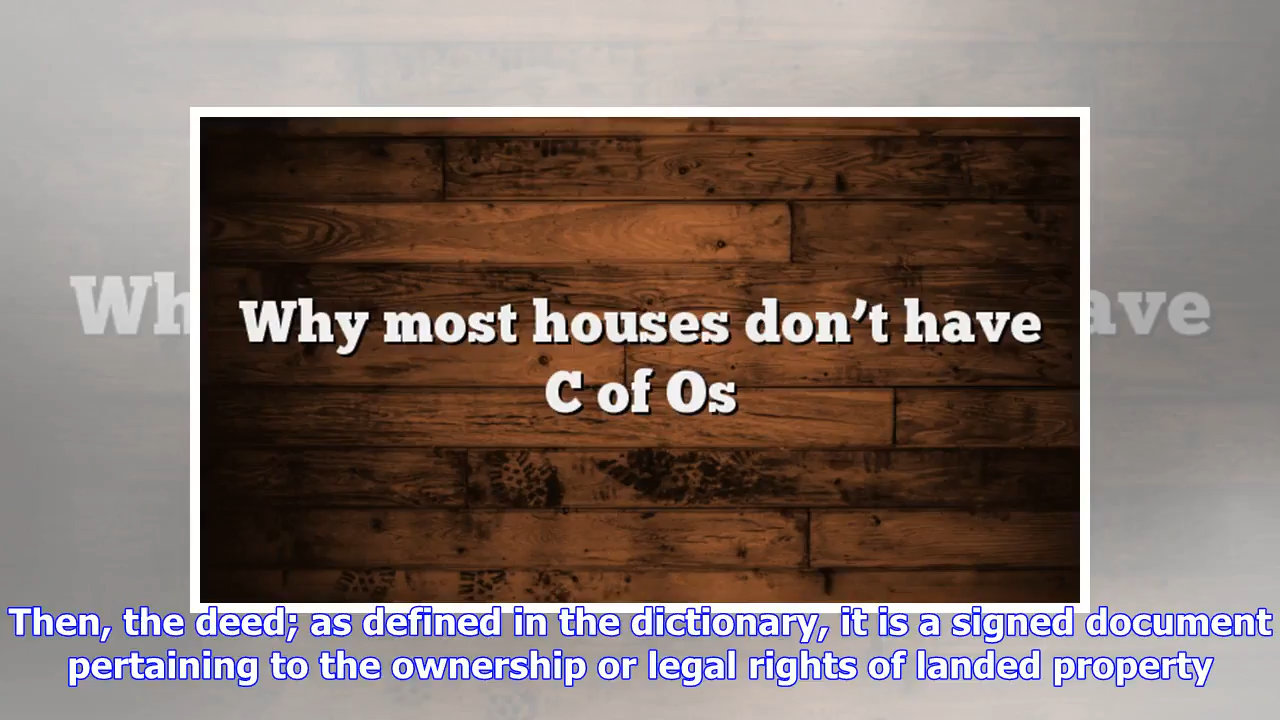 Why most houses don’t have
C of Os
Then, the deed; as defined in the dictionary, it is a signed document
pertaining to the ownership or legal rights of landed property